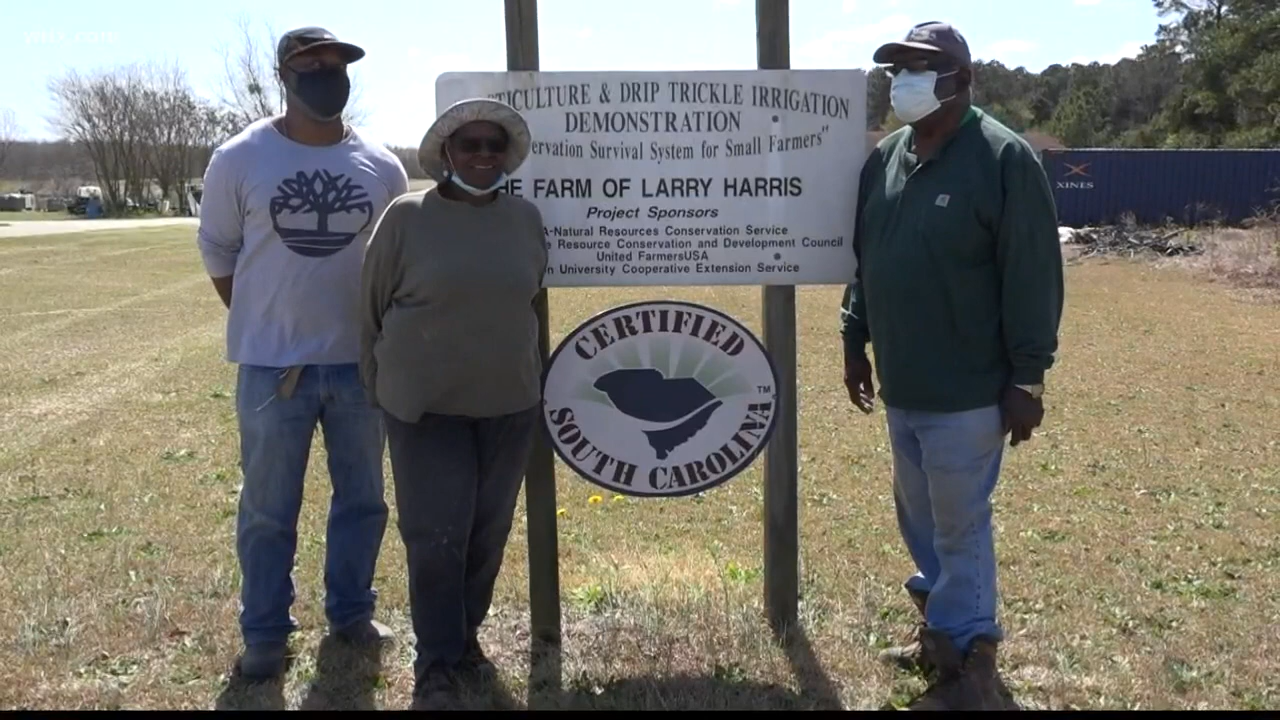 TICULTURE & DRIP TRICKLE IRRIGATION
DEMONSTRATION
ervation Survival System for Small Farmers"
HE FARM OF LARRY HARRIS
Project Sponsors
A-Natural Resources Conservation Service
e Resource Conservation and Development Council
United FarmersUSA
n University Cooperative Extension Service
CERTIFIED
SOUTH CAROLINA
TM
XINES